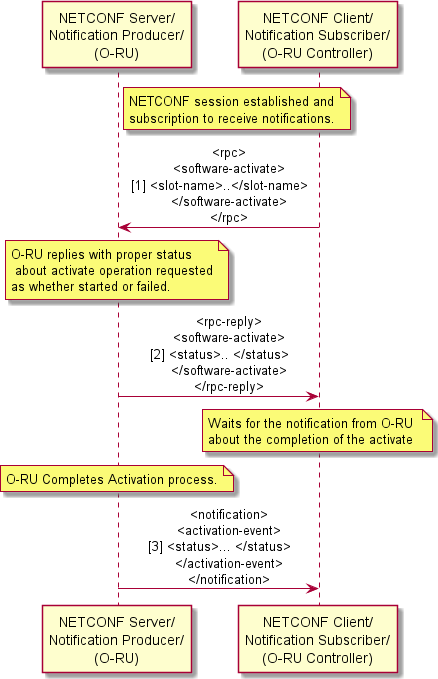 NETCONF Server/
Notification Producer/
(O-RU)
NETCONF Client/
Notification Subscriber/
(O-RU Controller)
NETCONF session established and
subscription to receive notifications.
<rpc>
<software-activate>
[1] <slot-name>..</slot-name>
</software-activate>
</rpc>
O-RU replies with proper status
about activate operation requested
as whether started or failed.
<rpc-reply>
<software-activate>
[2] <status>.. </status>
</software-activate>
</rpc-reply>
Waits for the notification from O-RU
about the completion of the activate
O-RU Completes Activation process.
<notification>
<activation-event>
[3] <status>... </status>
</activation-event>
</notification>
NETCONF Server/
Notification Producer/
(O-RU)
NETCONF Client/
Notification Subscriber/
(O-RU Controller)